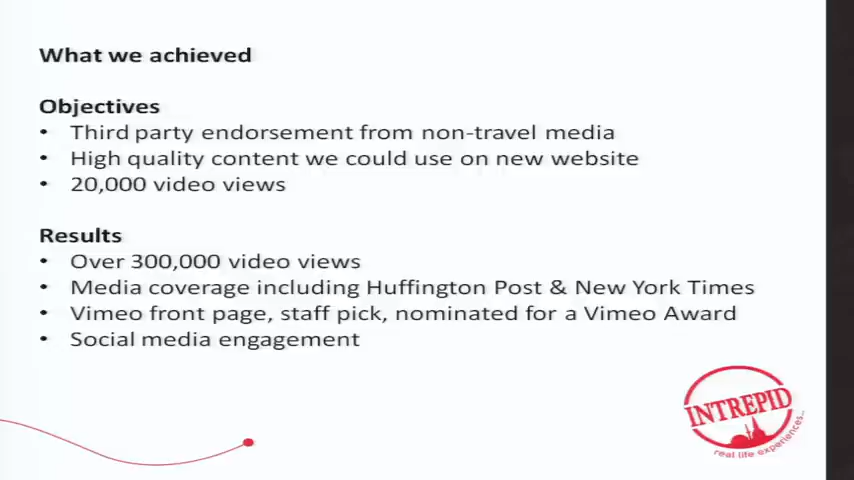 What we achieved
Objectives
• Third party endorsement from non-travel media
• High quality content we could use on new website
• 20,000 video views
Results
• Over 300,000 video views
• Media coverage including Huffington Post & New York Times
• Vimeo front page, staff pick, nominated for a Vimeo Award
• Social media engagement
INTREPID
real life experiences...